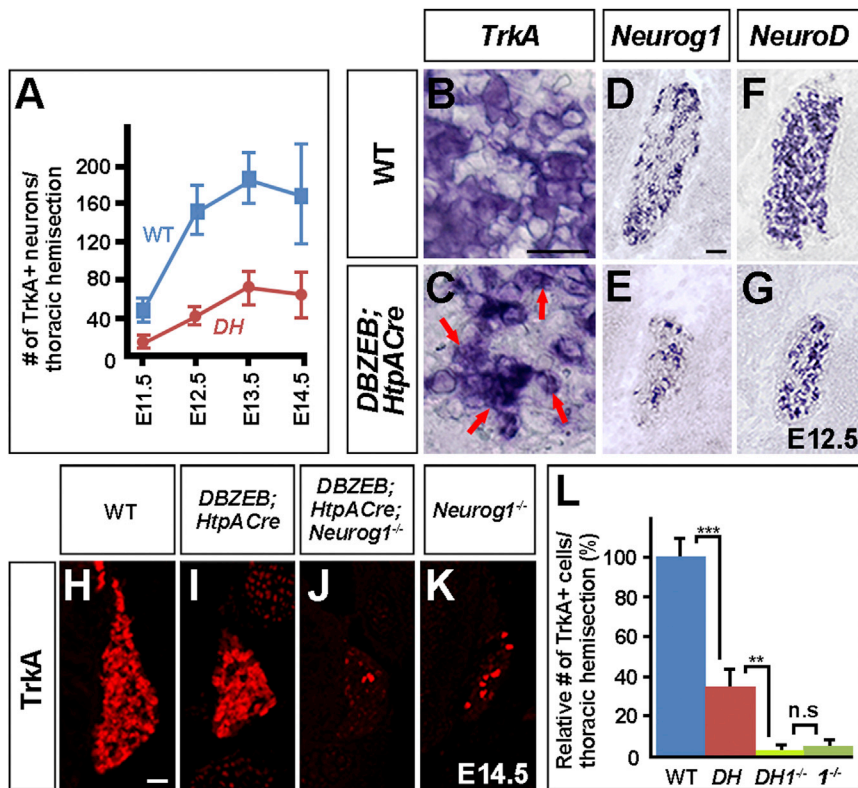 TrkA
Neurog1
NeuroD
A
# of TrkA+ neurons/
thoracic hemisection
200
160
120
80
40
0
WT
DH
E11.5
E12.5
E13.5
E14.5
WT
B
D
F
DBZEB;
HtpACre
C
E
G
E12.5
WT
DBZEB;
HtpACre
DBZEB;
HtpACre;
Neurog1-/-
Neurog1-/-
TrkA
H
I
J
K
E14.5
L
Relative # of TrkA+ cells/
thoracic hemisection (%)
100
80
60
40
20
0
***
**
n.s
WT
DH
DH1-/-
1-/-